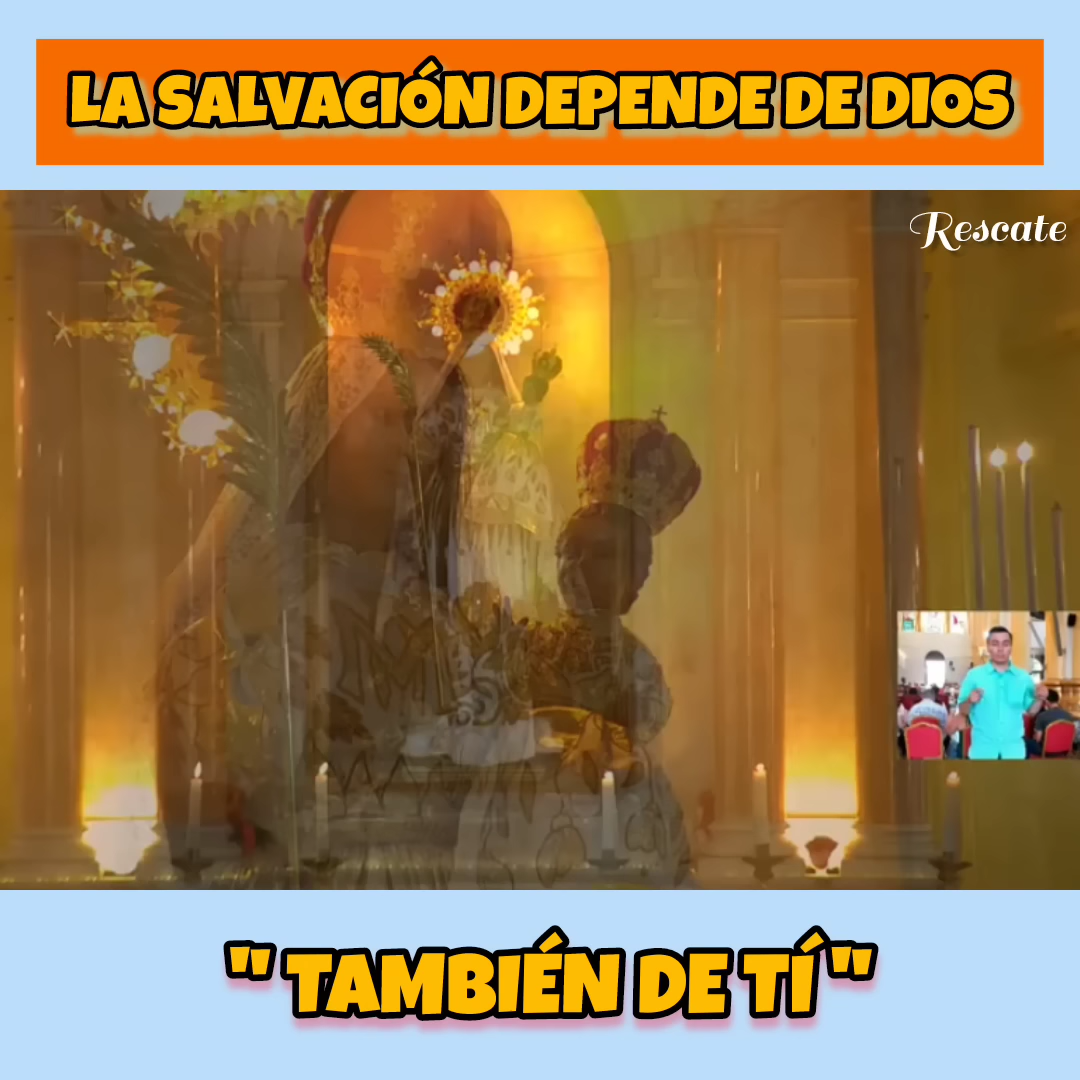 LA SALVACIÓN DEPENDE DE DIOS
Rescate
" TAMBIÉN DE TÍ "